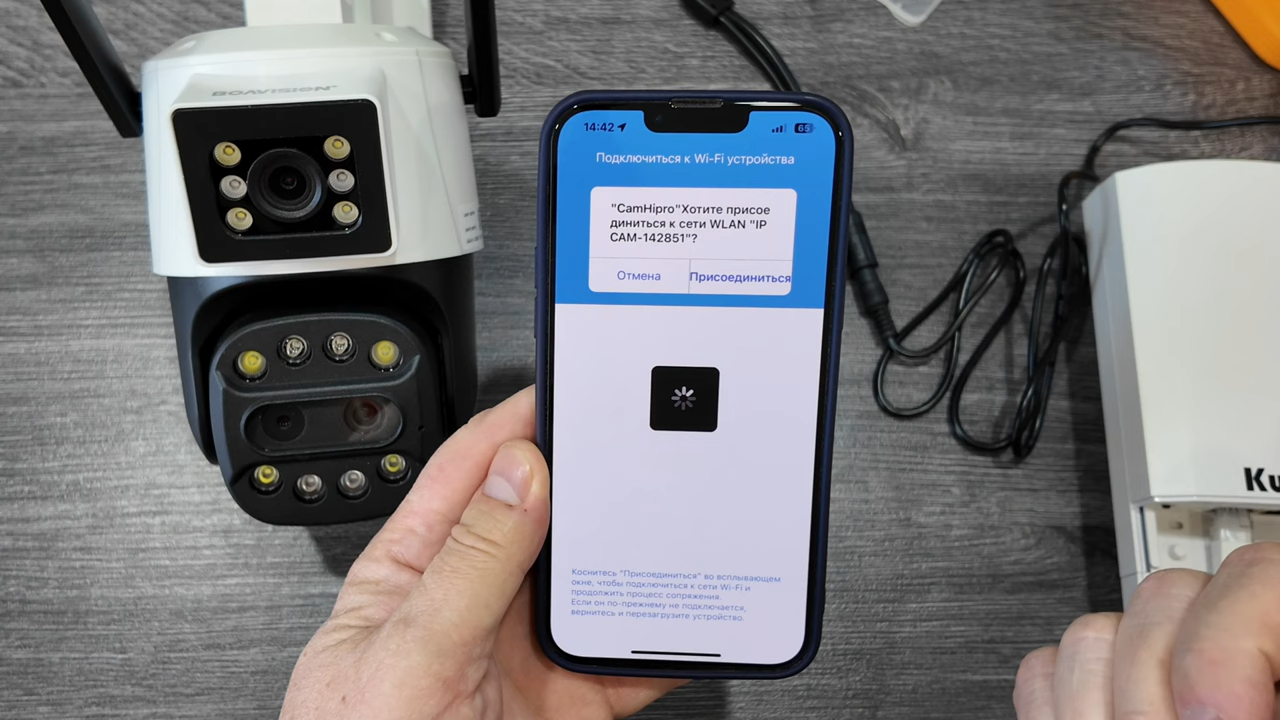 BOAVISION
14:42
65
Подключиться к Wi-Fi устройства
"CamHipro"Хотите присое
диниться к сети WLAN "IP
CAM-142851"?
Отмена
Присоединиться
Коснитесь "Присоединиться" во всплывающем
окне, чтобы подключиться к сети Wi-Fi и
продолжить процесс сопряжения.
Если он по-прежнему не подключается,
вернитесь и перезагрузите устройство.
Ku